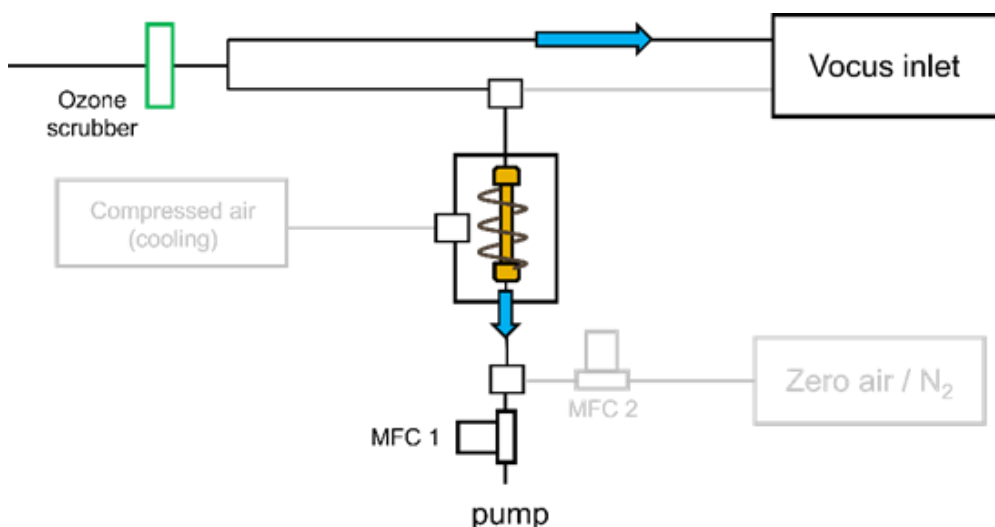 Vocus inlet
Ozone
scrubber
Compressed air
(cooling)
Zero air / N₂
MFC 2
MFC 1
pump